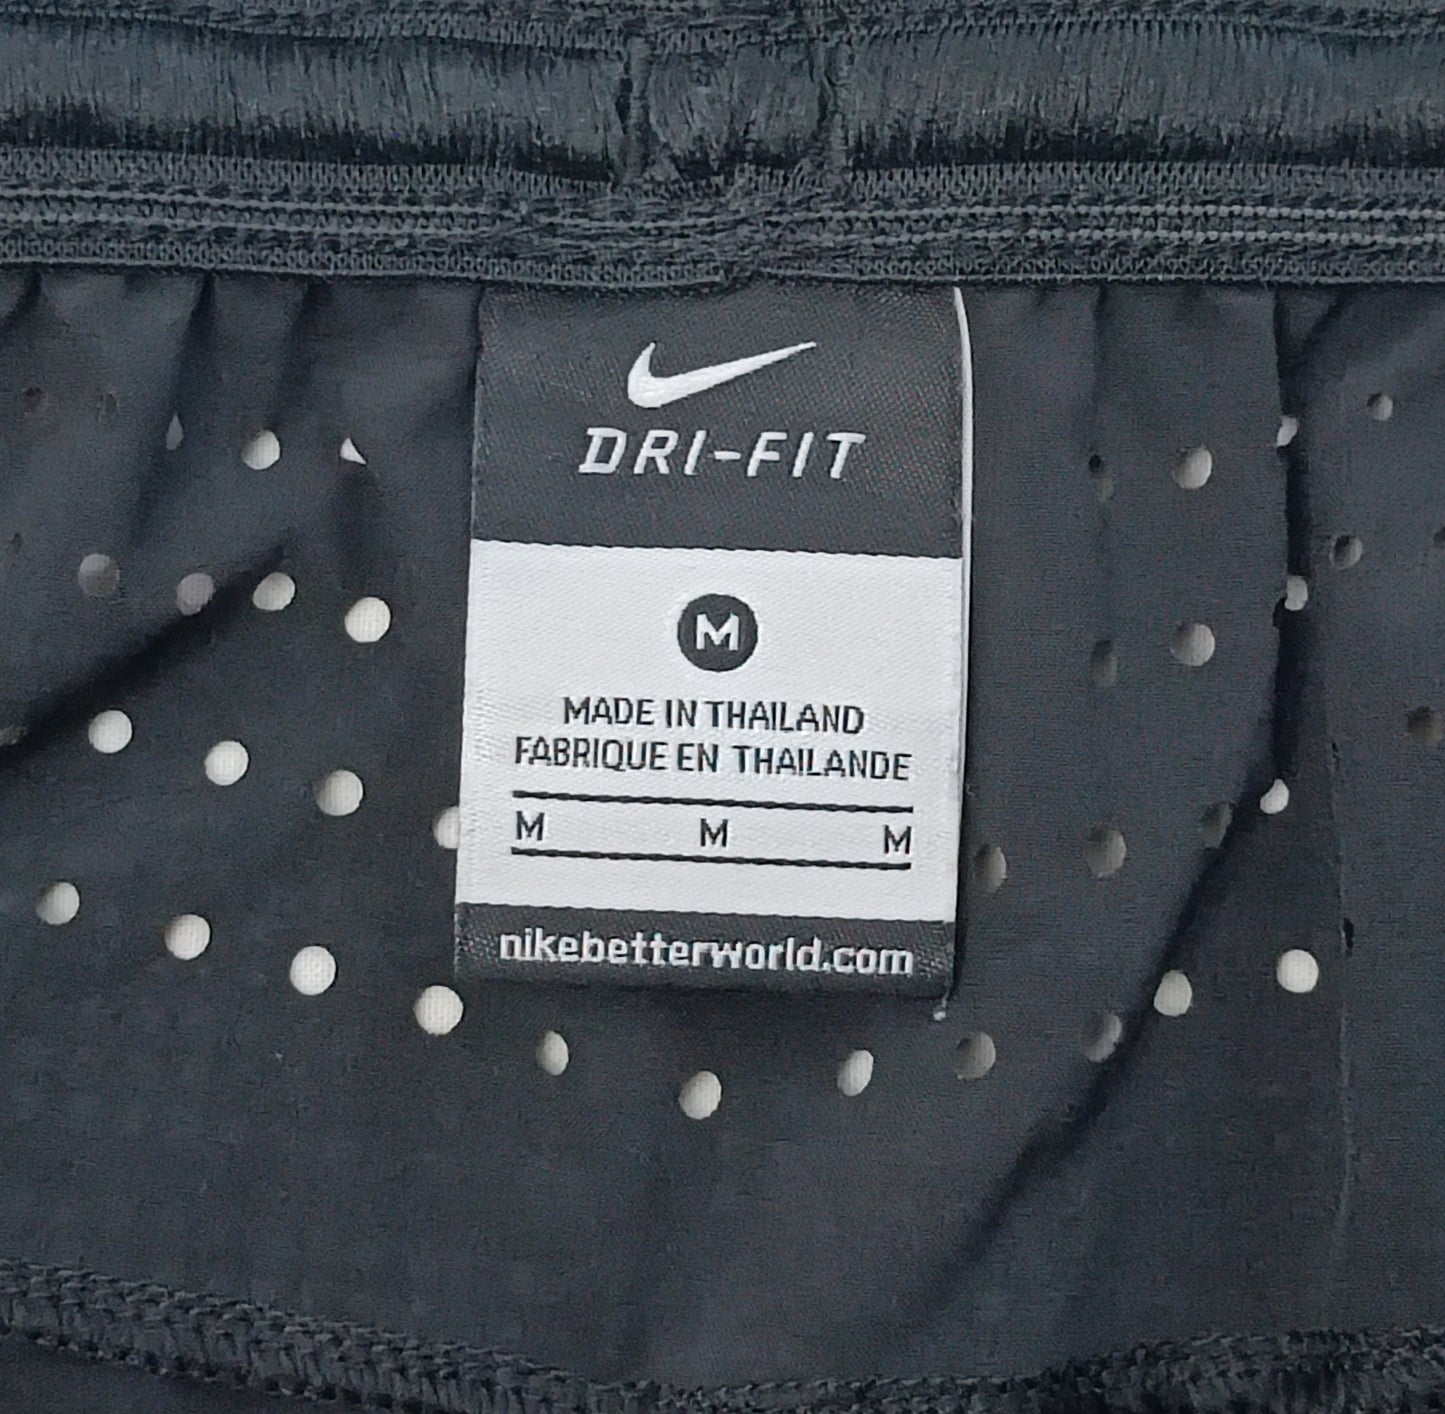 DRI-FIT
M
MADE IN THAILAND
FABRIQUE EN THAILANDE
M M M
nikebetterworld.com